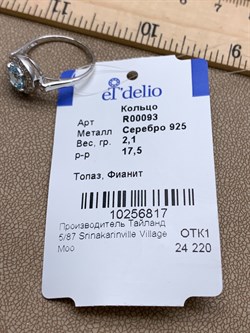 el'delio
Кольцо
Арт R00093
Металл Серебро 925
Вес, гр. 2,1
р-р 17,5
Топаз, Фианит
10256817
Производитель Тайланд
5/87 Srinakarinville Village
Moo
ОТК1
24 220